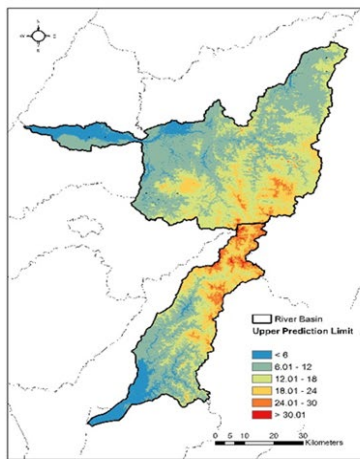 River Basin
Upper Prediction Limit
< 6
6.01 - 12
12.01 - 18
18.01 - 24
24.01 - 30
> 30.01
0 5 10 20 30
Kilometers